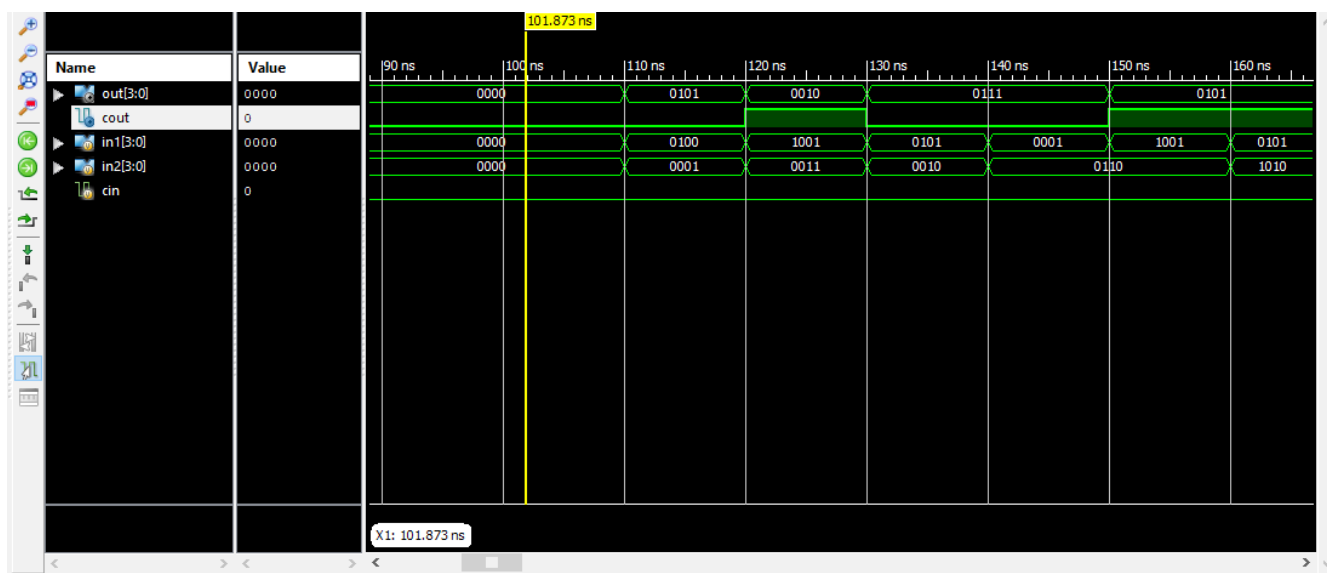 101.873 ns
Name Value 90 ns 100 ns 110 ns 120 ns 130 ns 140 ns 150 ns 160 ns
out[3:0] 0000 0000 0101 0010 0111 0101
cout 0
in1[3:0] 0000 0000 0100 1001 0101 0001 1001 0101
in2[3:0] 0000 0000 0001 0011 0010 0110 1010
cin 0
X1: 101.873 ns